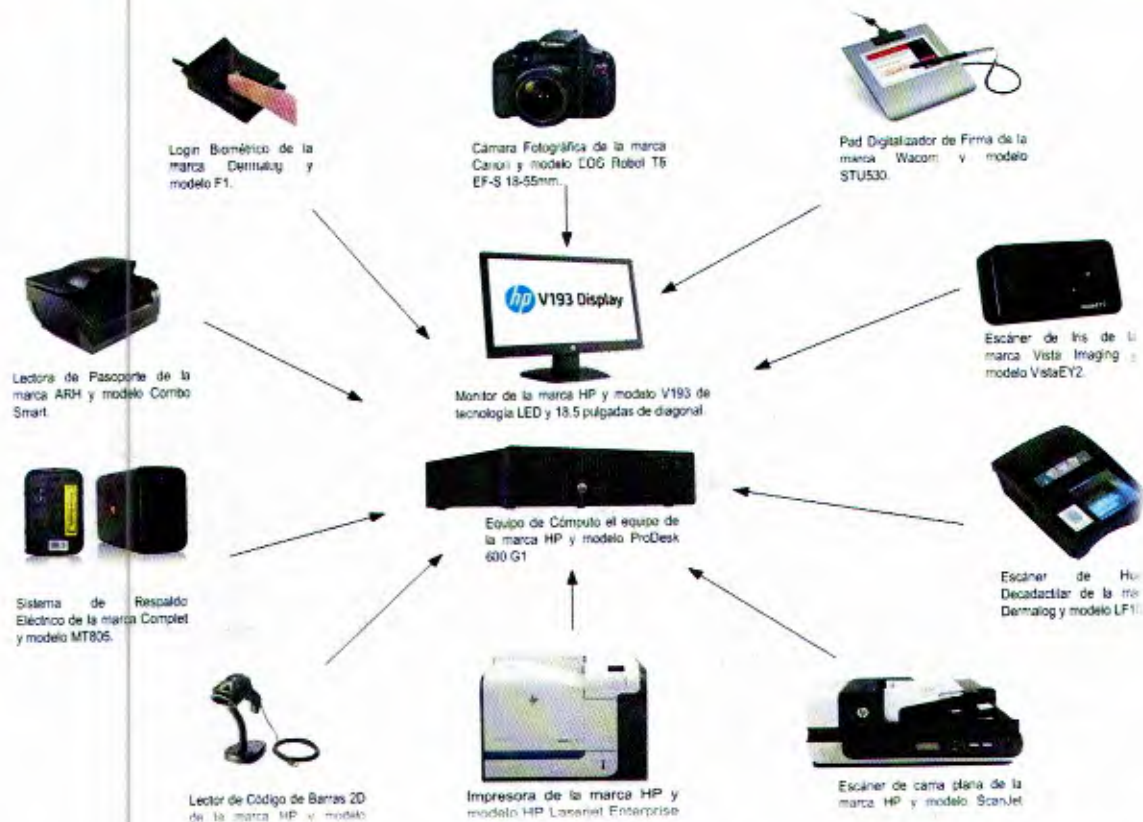 Login Biométrico de la
marca Dermalog y
modelo F1.
Cámara Fotográfica de la marca
Canon y modelo EOS Rebel T5
EF-S 18-55mm.
Pad Digitalizador de Firma de la
marca Wacom y modelo
STU530.
hp V193 Display
Lectora de Pasaporte de la
marca ARH y modelo Combo
Smart.
Monitor de la marca HP y modelo V193 de
tecnología LED y 18.5 pulgadas de diagonal.
Escáner de Iris de la
marca Vista Imaging y
modelo VistaEY2.
Sistema de Respaldo
Eléctrico de la marca Complet
y modelo MT805.
Equipo de Cómputo el equipo de
la marca HP y modelo ProDesk
600 G1
Escáner de
Decadactilar de la
Dermalog y modelo
Lector de Código de Barras 2D
de la marca HP y modelo
Impresora de la marca HP y
modelo HP Laserjet Enterprise
Escáner de cama plana de la
marca HP y modelo ScanJet